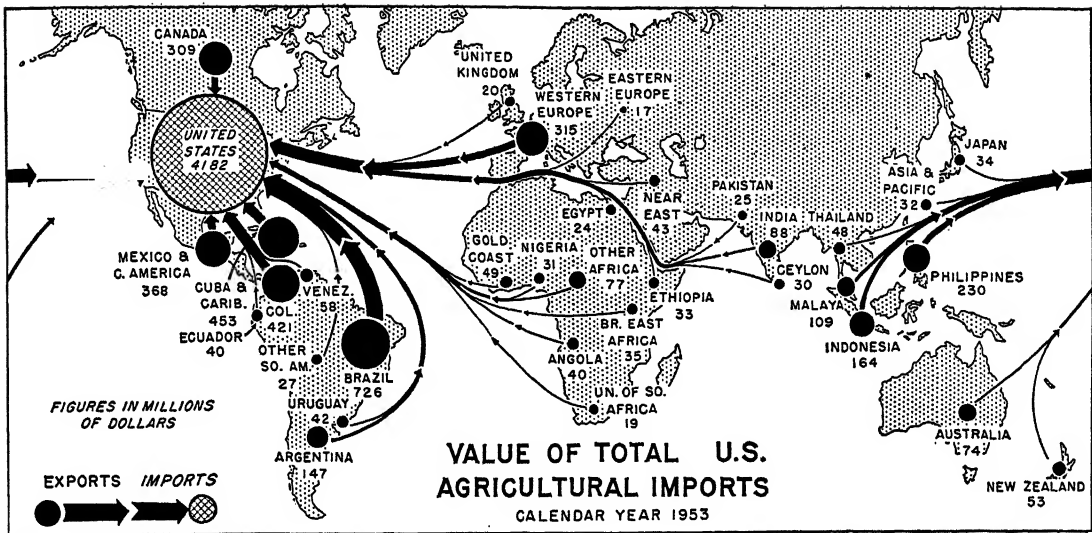 CANADA
309
UNITED
STATES
4182
UNITED
KINGDOM
20
WESTERN
EUROPE
315
EASTERN
EUROPE
17
JAPAN
34
ASIA &
PACIFIC
32
PAKISTAN
25
NEAR
EAST
43
EGYPT
24
INDIA
88
THAILAND
48
MEXICO &
C. AMERICA
368
CUBA &
CARIB.
453
COL.
421
VENEZ.
58
ECUADOR
40
GOLD
COAST
49
NIGERIA
31
OTHER
AFRICA
77
ETHIOPIA
33
CEYLON
30
MALAYA
109
PHILIPPINES
230
INDONESIA
164
OTHER
SO. AM.
27
BRAZIL
726
BR. EAST
AFRICA
35
ANGOLA
40
UN. OF SO.
AFRICA
19
URUGUAY
42
ARGENTINA
147
AUSTRALIA
74
NEW ZEALAND
53
FIGURES IN MILLIONS
OF DOLLARS
EXPORTS IMPORTS
VALUE OF TOTAL U.S.
AGRICULTURAL IMPORTS
CALENDAR YEAR 1953